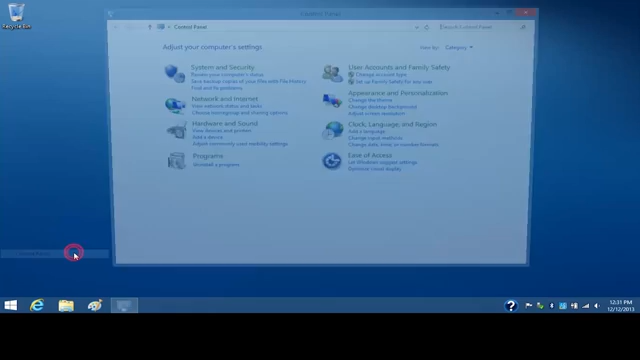 Control Panel
Control Panel
Search Control Panel
Recycle Bin
Adjust your computer's settings
View by: Category
System and Security
Review your computer's status
Save backup copies of your files with File History
Find and fix problems
User Accounts and Family Safety
Change account type
Set up Family Safety for any user
Network and Internet
View network status and tasks
Choose homegroup and sharing options
Appearance and Personalization
Change the theme
Change desktop background
Adjust screen resolution
Hardware and Sound
View devices and printers
Add a device
Adjust commonly used mobility settings
Clock, Language, and Region
Add a language
Change input methods
Change date, time, or number formats
Programs
Uninstall a program
Ease of Access
Let Windows suggest settings
Optimize visual display
Control Panel
12:31 PM
12/12/2013